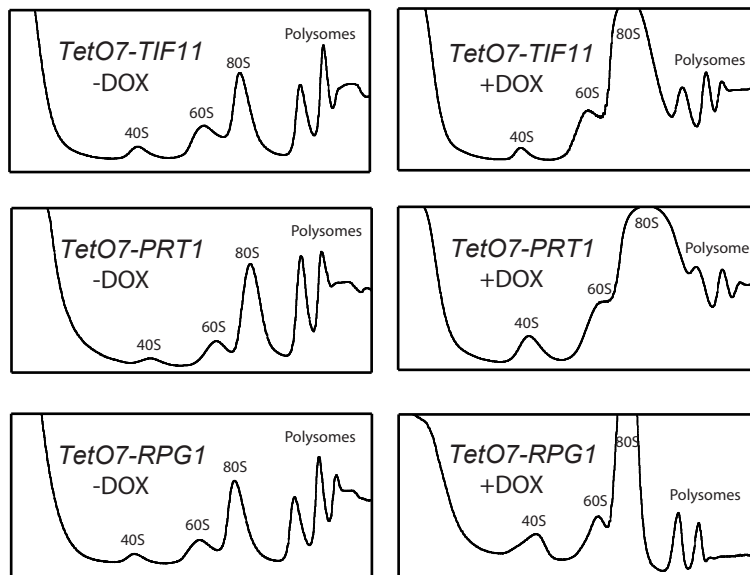 TetO7-TIF11
-DOX
40S
60S
80S
Polysomes
TetO7-TIF11
+DOX
40S
60S
80S
Polysomes
TetO7-PRT1
-DOX
40S
60S
80S
Polysomes
TetO7-PRT1
+DOX
40S
60S
80S
Polysome
TetO7-RPG1
-DOX
40S
60S
80S
Polysomes
TetO7-RPG1
+DOX
40S
60S
80S
Polysomes